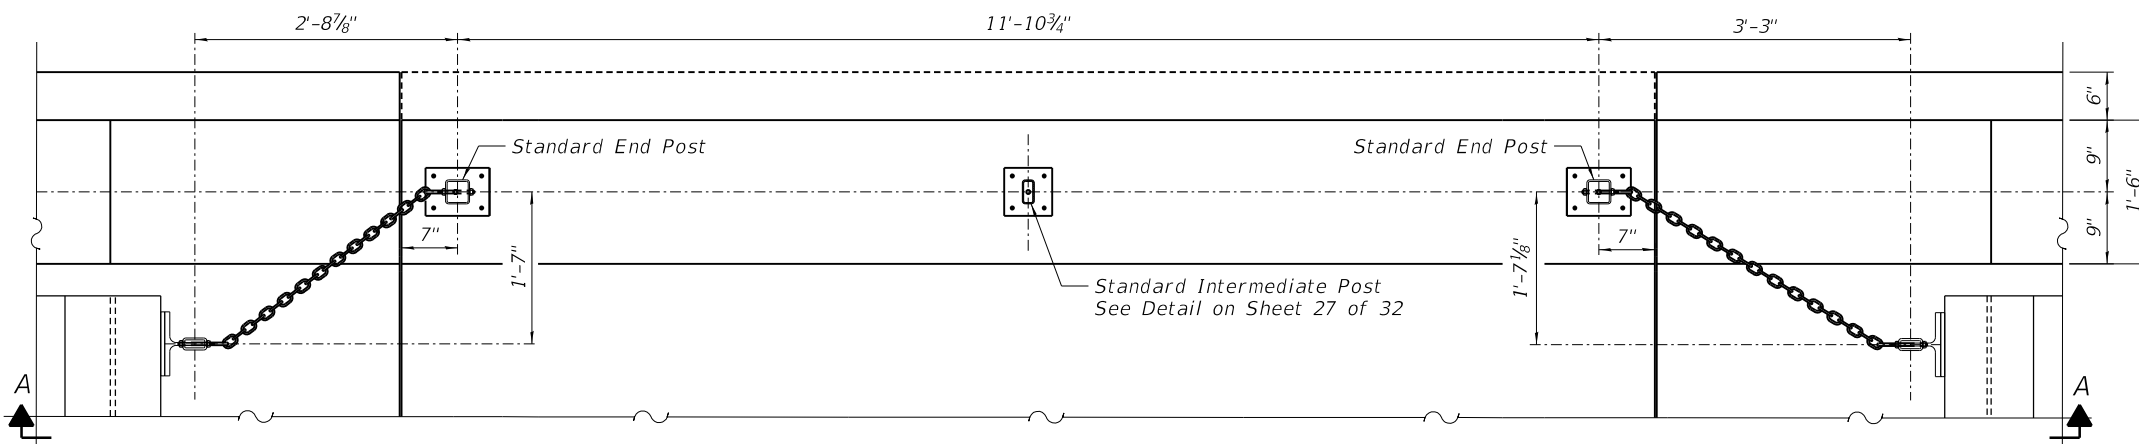 2'-8⅞"
11'-10¾"
3'-3"
6"
Standard End Post
Standard End Post
9"
1'-6"
7"
7"
9"
1'-7"
1'-7⅛"
Standard Intermediate Post
See Detail on Sheet 27 of 32
A
A